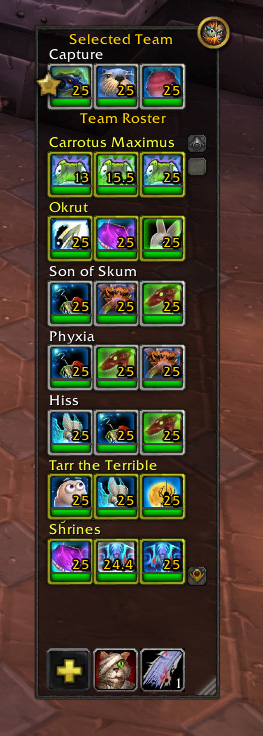 Selected Team
Capture
25 25 25
Team Roster
Carrotus Maximus
13 15.5 25
Okrut
25 25 25
Son of Skum
25 25 25
Phyxia
25 25 25
Hiss
25 25 25
Tarr the Terrible
25 25 25
Shrines
25 24.4 25
1